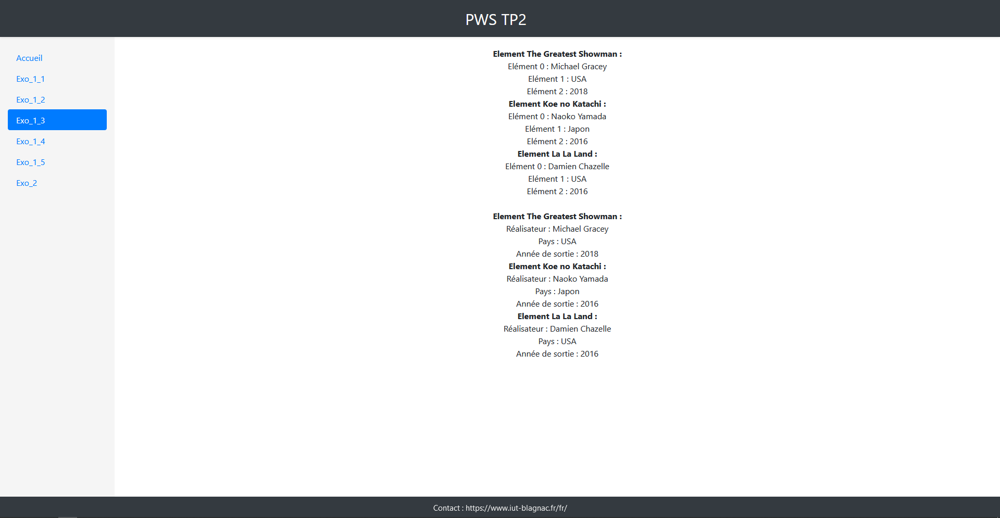 PWS TP2
Accueil
Exo_1_1
Exo_1_2
Exo_1_3
Exo_1_4
Exo_1_5
Exo_2
Element The Greatest Showman :
Elément 0 : Michael Gracey
Elément 1 : USA
Elément 2 : 2018
Element Koe no Katachi :
Elément 0 : Naoko Yamada
Elément 1 : Japon
Elément 2 : 2016
Element La La Land :
Elément 0 : Damien Chazelle
Elément 1 : USA
Elément 2 : 2016
Element The Greatest Showman :
Réalisateur : Michael Gracey
Pays : USA
Année de sortie : 2018
Element Koe no Katachi :
Réalisateur : Naoko Yamada
Pays : Japon
Année de sortie : 2016
Element La La Land :
Réalisateur : Damien Chazelle
Pays : USA
Année de sortie : 2016
Contact : https://www.iut-blagnac.fr/fr/